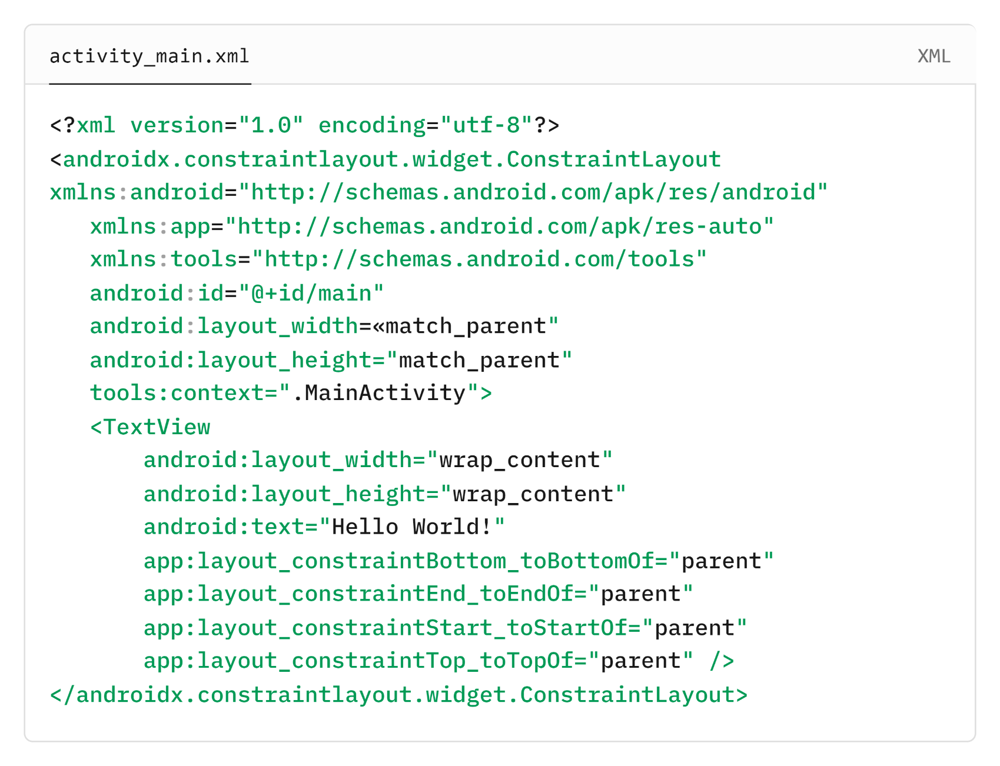 activity_main.xml
XML
<?xml version="1.0" encoding="utf-8"?>
<androidx.constraintlayout.widget.ConstraintLayout
xmlns:android="http://schemas.android.com/apk/res/android"
   xmlns:app="http://schemas.android.com/apk/res-auto"
   xmlns:tools="http://schemas.android.com/tools"
   android:id="@+id/main"
   android:layout_width=«match_parent"
   android:layout_height="match_parent"
   tools:context=".MainActivity">
   <TextView
       android:layout_width="wrap_content"
       android:layout_height="wrap_content"
       android:text="Hello World!"
       app:layout_constraintBottom_toBottomOf="parent"
       app:layout_constraintEnd_toEndOf="parent"
       app:layout_constraintStart_toStartOf="parent"
       app:layout_constraintTop_toTopOf="parent" />
</androidx.constraintlayout.widget.ConstraintLayout>